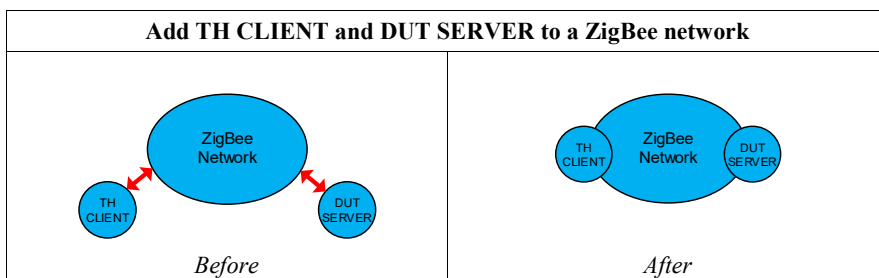 Add TH CLIENT and DUT SERVER to a ZigBee network
ZigBee
Network
TH
CLIENT
DUT
SERVER
Before
TH
CLIENT
ZigBee
Network
DUT
SERVER
After